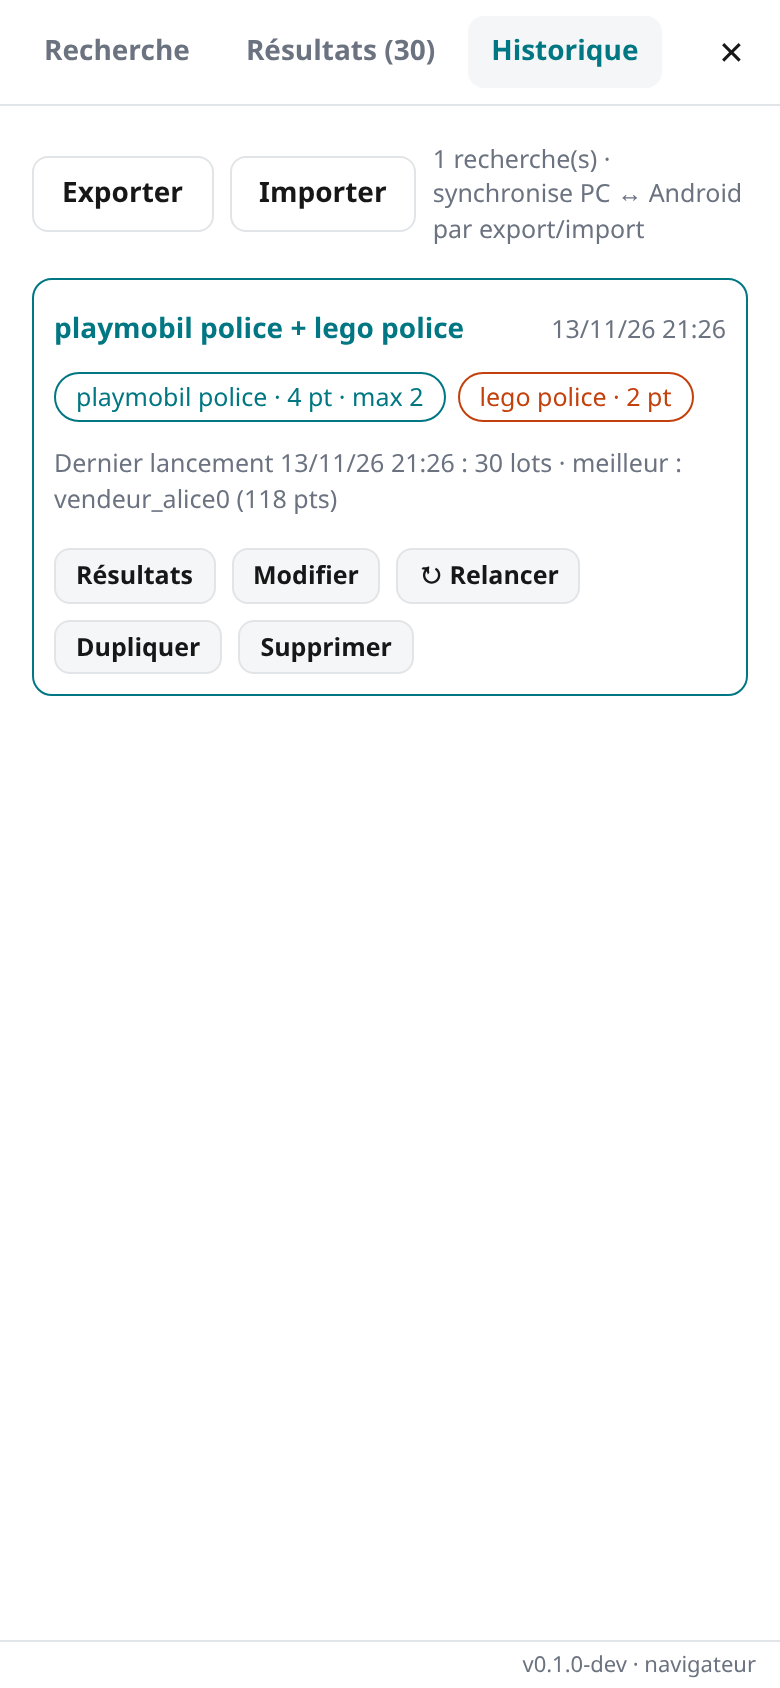 Recherche Résultats (30) Historique ✕
Exporter Importer
1 recherche(s) ·
synchronise PC ↔ Android
par export/import
playmobil police + lego police 13/11/26 21:26
playmobil police · 4 pt · max 2 lego police · 2 pt
Dernier lancement 13/11/26 21:26 : 30 lots · meilleur :
vendeur_alice0 (118 pts)
Résultats Modifier ↻ Relancer
Dupliquer Supprimer
v0.1.0-dev · navigateur